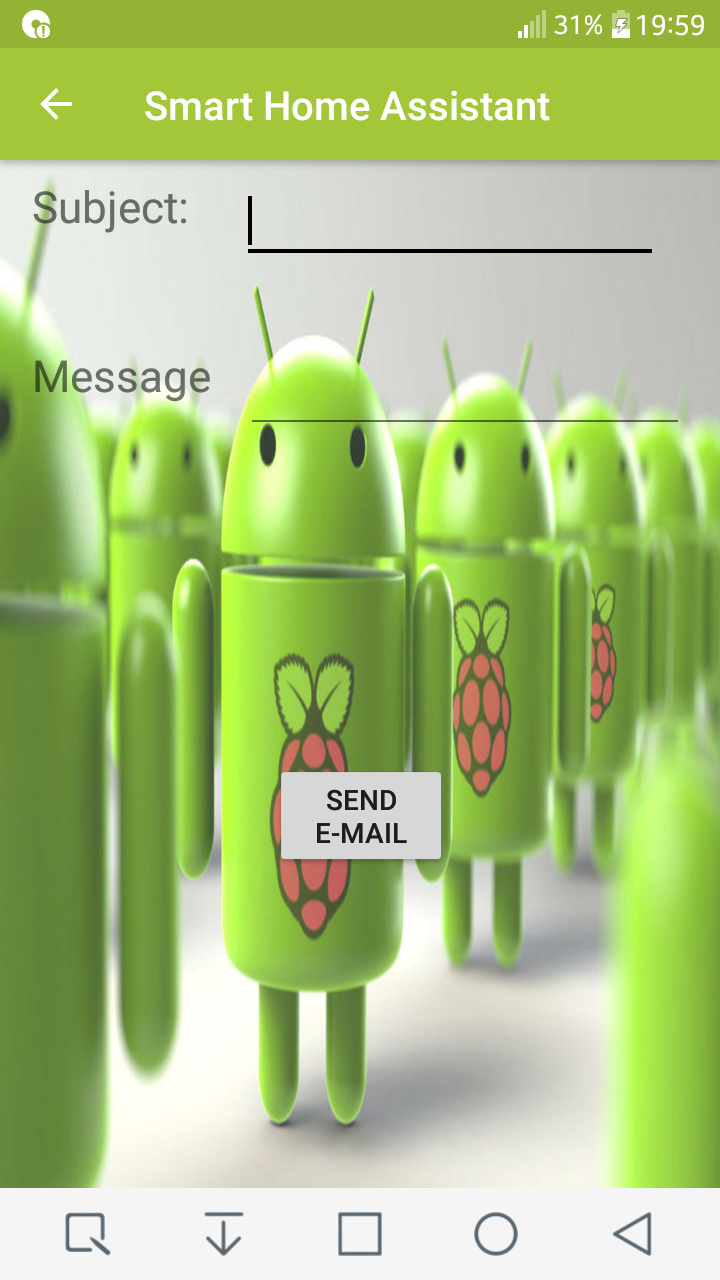 31% 19:59
Smart Home Assistant
Subject:
Message
SEND
E-MAIL